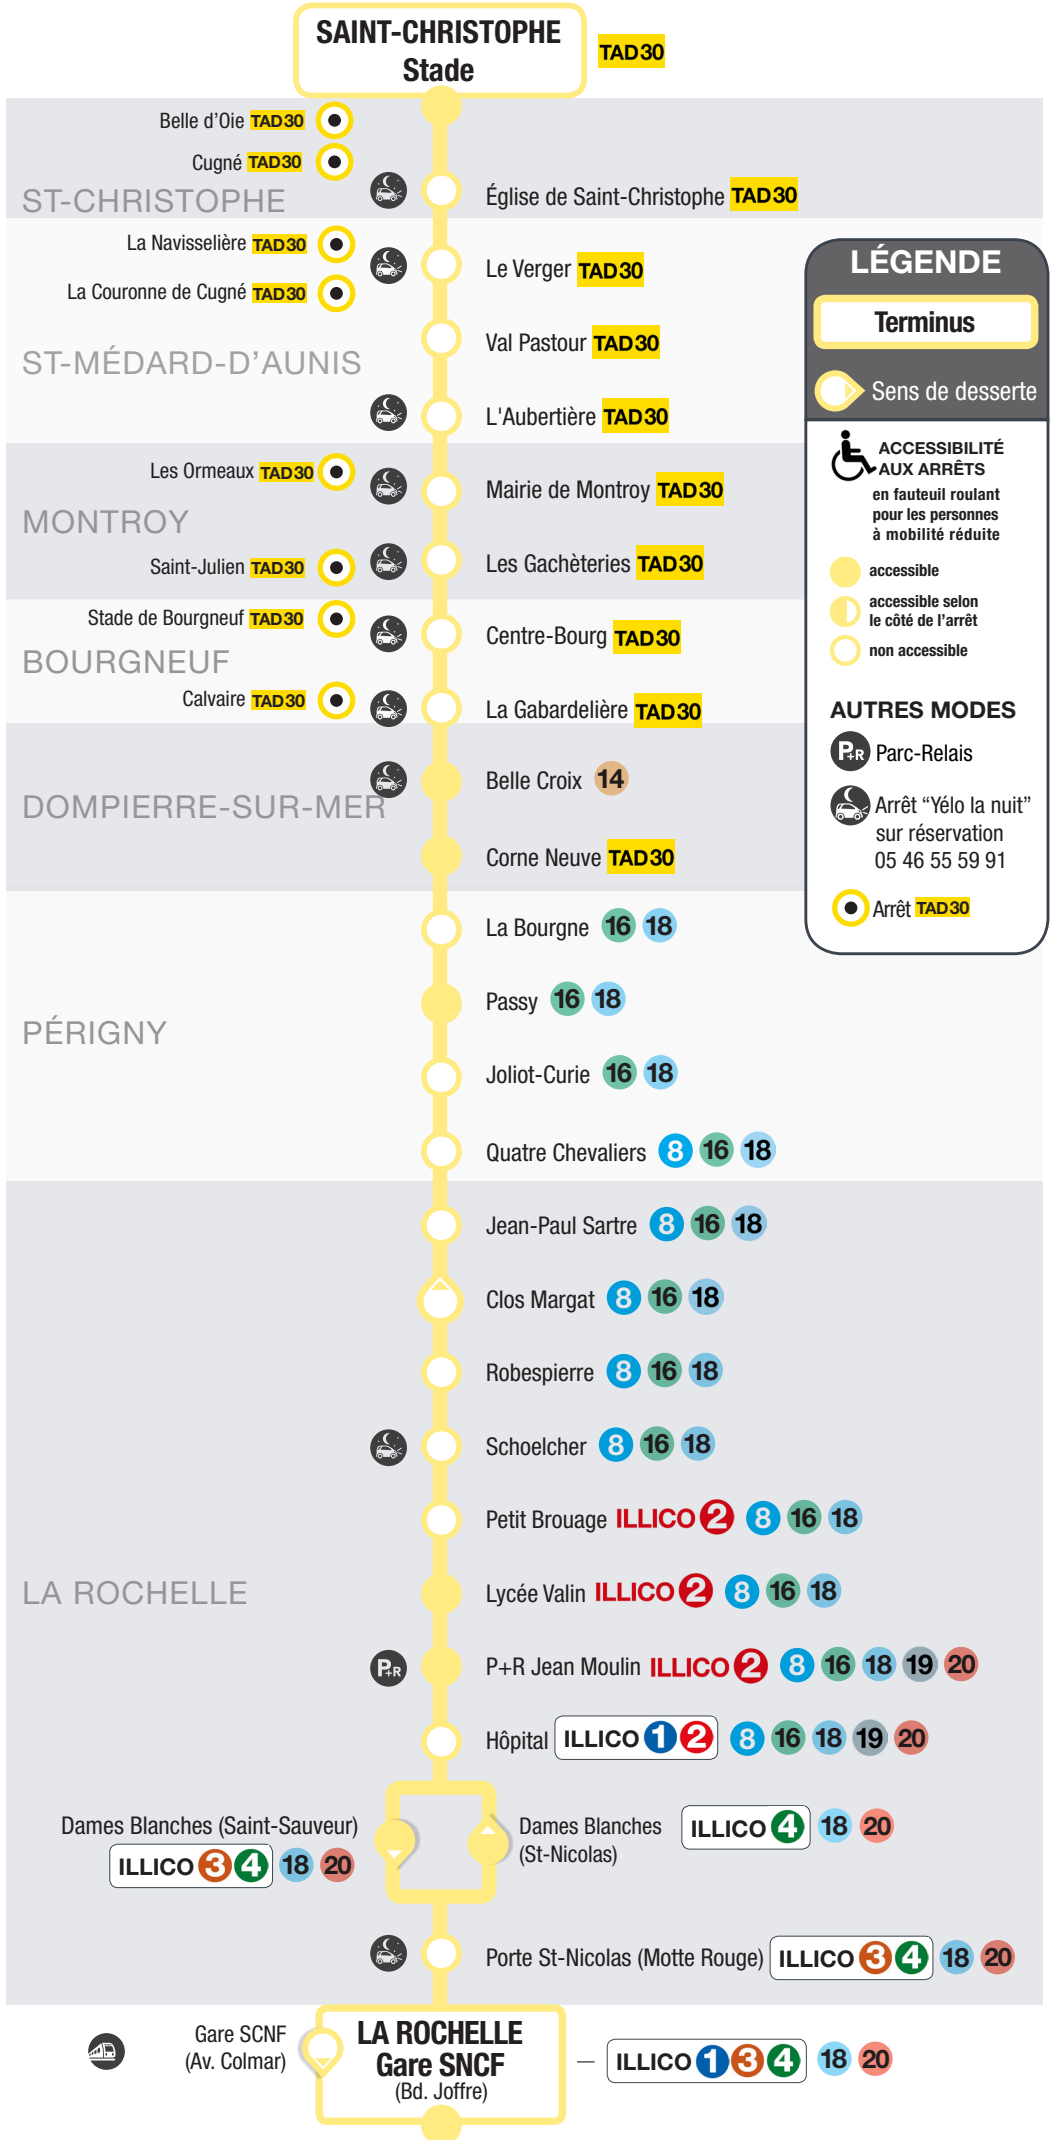 SAINT-CHRISTOPHE
Stade
TAD30
Belle d'Oie TAD30
Cugné TAD30
ST-CHRISTOPHE
Église de Saint-Christophe TAD30
La Navisselière TAD30
Le Verger TAD30
La Couronne de Cugné TAD30
Val Pastour TAD30
ST-MÉDARD-D'AUNIS
L'Aubertière TAD30
Les Ormeaux TAD30
Mairie de Montroy TAD30
MONTROY
Saint-Julien TAD30
Les Gachèteries TAD30
Stade de Bourgneuf TAD30
Centre-Bourg TAD30
BOURGNEUF
Calvaire TAD30
La Gabardelière TAD30
Belle Croix 14
DOMPIERRE-SUR-MER
Corne Neuve TAD30
La Bourgne 16 18
Passy 16 18
PÉRIGNY
Joliot-Curie 16 18
Quatre Chevaliers 8 16 18
Jean-Paul Sartre 8 16 18
Clos Margat 8 16 18
Robespierre 8 16 18
Schoelcher 8 16 18
Petit Brouage ILLICO 2 8 16 18
LA ROCHELLE
Lycée Valin ILLICO 2 8 16 18
P+R
P+R Jean Moulin ILLICO 2 8 16 18 19 20
Hôpital ILLICO 1 2 8 16 18 19 20
Dames Blanches (Saint-Sauveur)
ILLICO 3 4 18 20
Dames Blanches
(St-Nicolas)
ILLICO 4 18 20
Porte St-Nicolas (Motte Rouge) ILLICO 3 4 18 20
Gare SCNF
(Av. Colmar)
LA ROCHELLE
Gare SNCF
(Bd. Joffre)
– ILLICO 1 3 4 18 20
LÉGENDE
Terminus
Sens de desserte
ACCESSIBILITÉ
AUX ARRÊTS
en fauteuil roulant
pour les personnes
à mobilité réduite
accessible
accessible selon
le côté de l'arrêt
non accessible
AUTRES MODES
P+R Parc-Relais
Arrêt "Yélo la nuit"
sur réservation
05 46 55 59 91
Arrêt TAD30